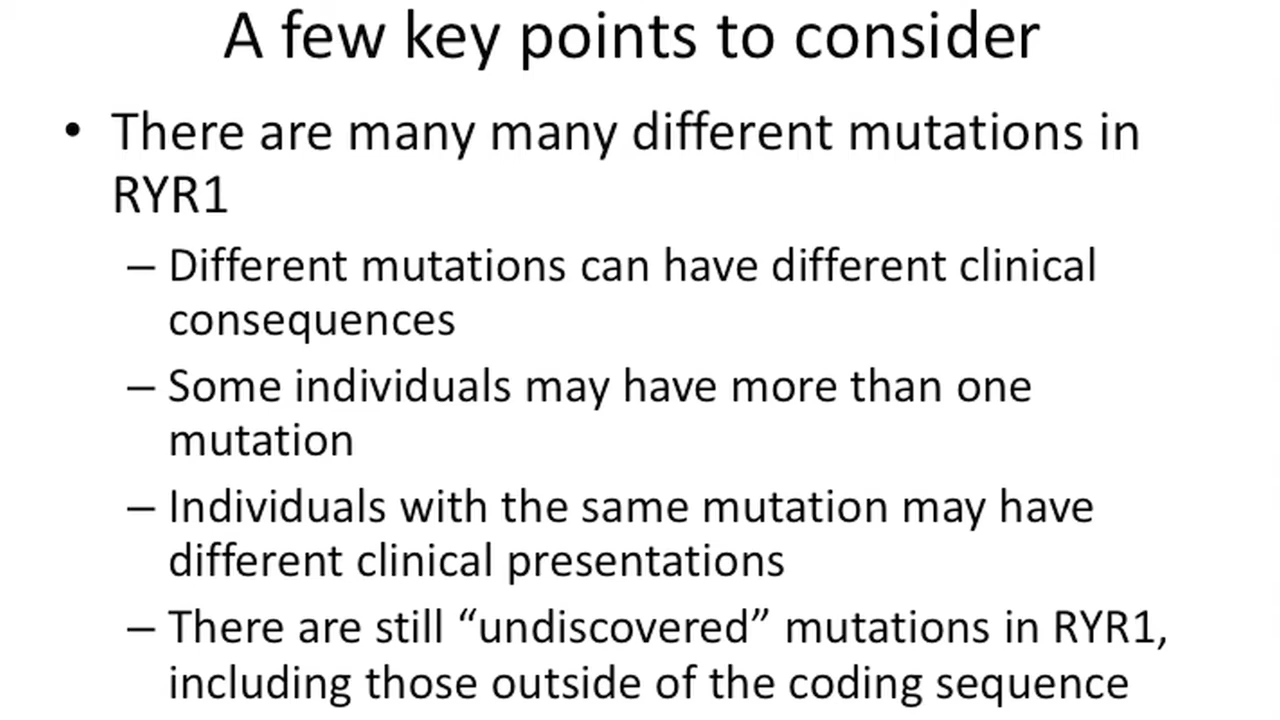 A few key points to consider
• There are many many different mutations in
RYR1
– Different mutations can have different clinical
consequences
– Some individuals may have more than one
mutation
– Individuals with the same mutation may have
different clinical presentations
– There are still “undiscovered” mutations in RYR1,
including those outside of the coding sequence